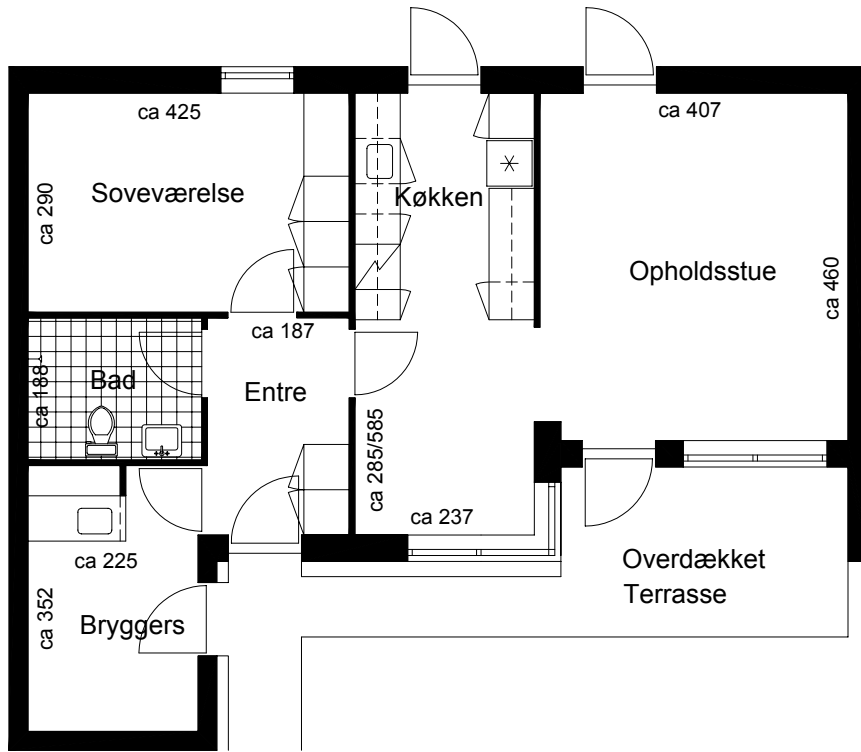 ca 425
ca 407
ca 290
Soveværelse
Køkken
Opholdsstue
ca 460
ca 187
ca 188
Bad
Entre
ca 285/585
ca 237
ca 225
Overdækket
Terrasse
ca 352
Bryggers